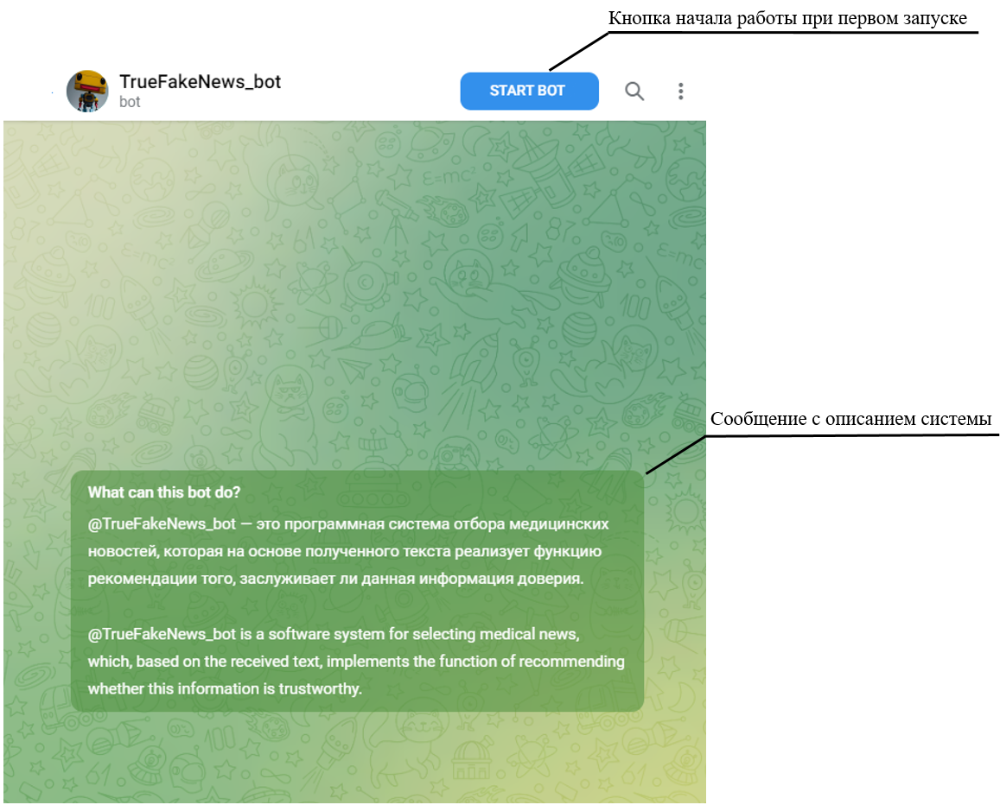 Кнопка начала работы при первом запуске
TrueFakeNews_bot
bot
START BOT
E=mc²
E=mc²
E=mc²
Сообщение с описанием системы
What can this bot do?
@TrueFakeNews_bot — это программная система отбора медицинских
новостей, которая на основе полученного текста реализует функцию
рекомендации того, заслуживает ли данная информация доверия.
@TrueFakeNews_bot is a software system for selecting medical news,
which, based on the received text, implements the function of recommending
whether this information is trustworthy.